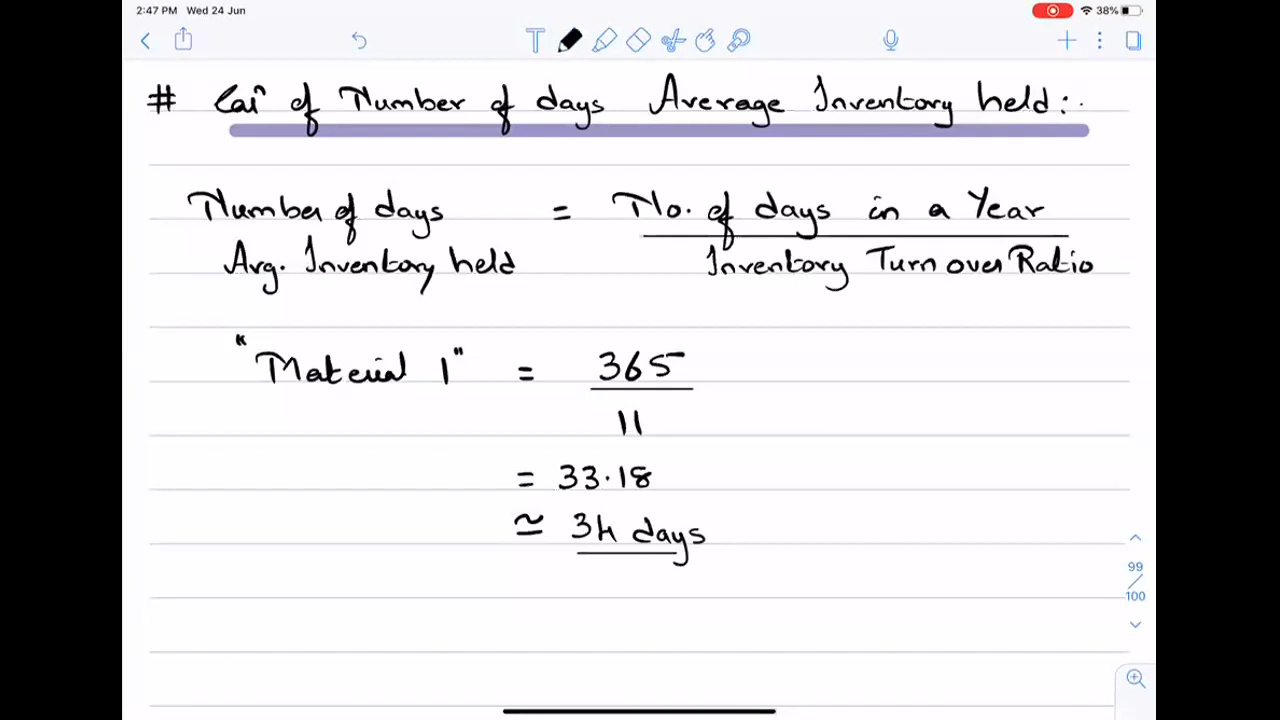 2:47 PM Wed 24 Jun
38%
# Calⁿ of Number of days Average Inventory held:-
Number of days = No. of days in a Year
Avg. Inventory held Inventory Turnover Ratio
"Material 1" = 365
11
= 33.18
≅ 34 days
99
100